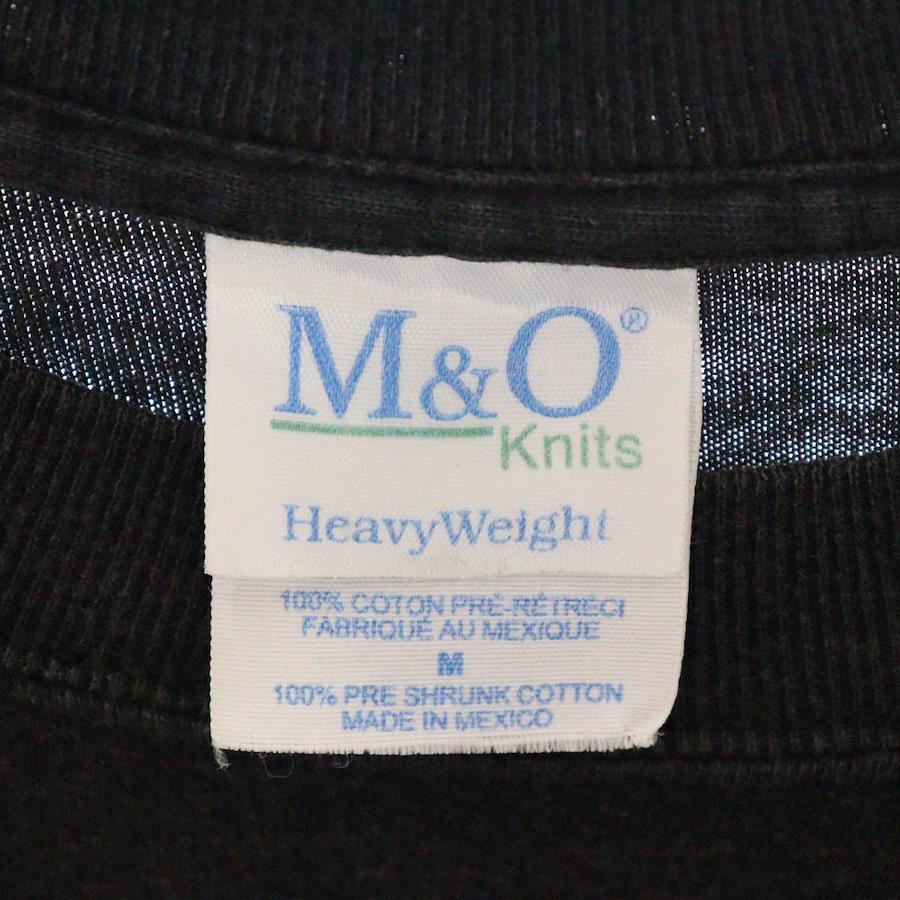 M&O®
Knits
HeavyWeight
100% COTON PRÉ-RÉTRÉCI
FABRIQUÉ AU MEXIQUE
M
100% PRE SHRUNK COTTON
MADE IN MEXICO